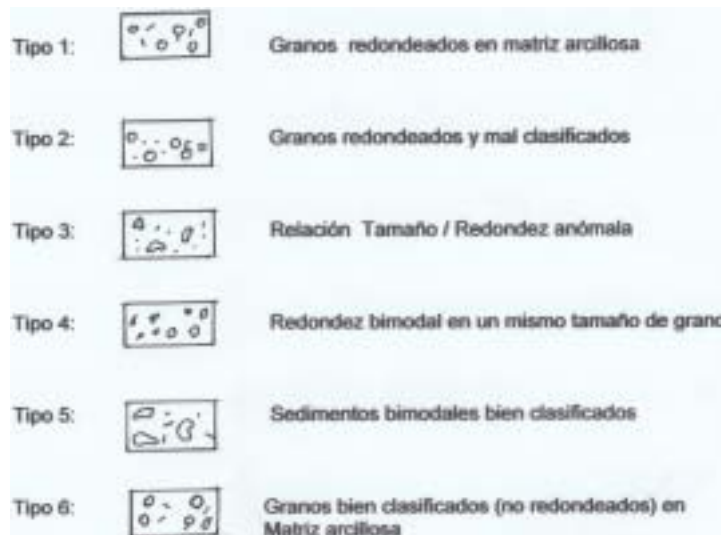 Tipo 1: Granos redondeados en matriz arcillosa
Tipo 2: Granos redondeados y mal clasificados
Tipo 3: Relación Tamaño / Redondez anómala
Tipo 4: Redondez bimodal en un mismo tamaño de grano
Tipo 5: Sedimentos bimodales bien clasificados
Tipo 6: Granos bien clasificados (no redondeados) en
Matriz arcillosa